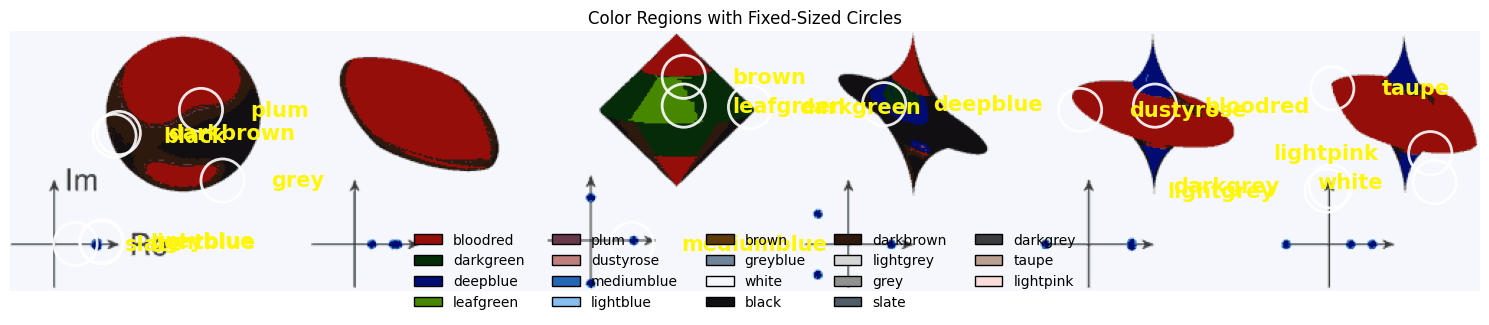 Color Regions with Fixed-Sized Circles
plum
darkbrown
black
grey
Im
Re
slate
lightblue
brown
leafgreen
darkgreen
deepblue
mediumblue
dustyrose
bloodred
taupe
lightpink
white
darkgrey
lightgrey
bloodred
darkgreen
deepblue
leafgreen
plum
dustyrose
mediumblue
lightblue
brown
greyblue
white
black
darkbrown
lightgrey
grey
slate
darkgrey
taupe
lightpink